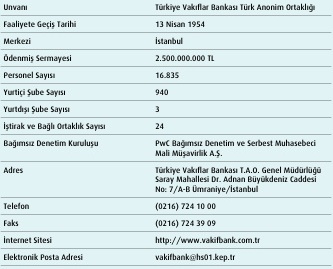 Unvanı Türkiye Vakıflar Bankası Türk Anonim Ortaklığı
Faaliyete Geçiş Tarihi 13 Nisan 1954
Merkezi İstanbul
Ödenmiş Sermayesi 2.500.000.000 TL
Personel Sayısı 16.835
Yurtiçi Şube Sayısı 940
Yurtdışı Şube Sayısı 3
İştirak ve Bağlı Ortaklık Sayısı 24
Bağımsız Denetim Kuruluşu PwC Bağımsız Denetim ve Serbest Muhasebeci
Mali Müşavirlik A.Ş.
Adres Türkiye Vakıflar Bankası T.A.O. Genel Müdürlüğü
Saray Mahallesi Dr. Adnan Büyükdeniz Caddesi
No: 7/A-B Ümraniye/İstanbul
Telefon (0216) 724 10 00
Faks (0216) 724 39 09
İnternet Sitesi http://www.vakifbank.com.tr
Elektronik Posta Adresi vakifbank@hs01.kep.tr